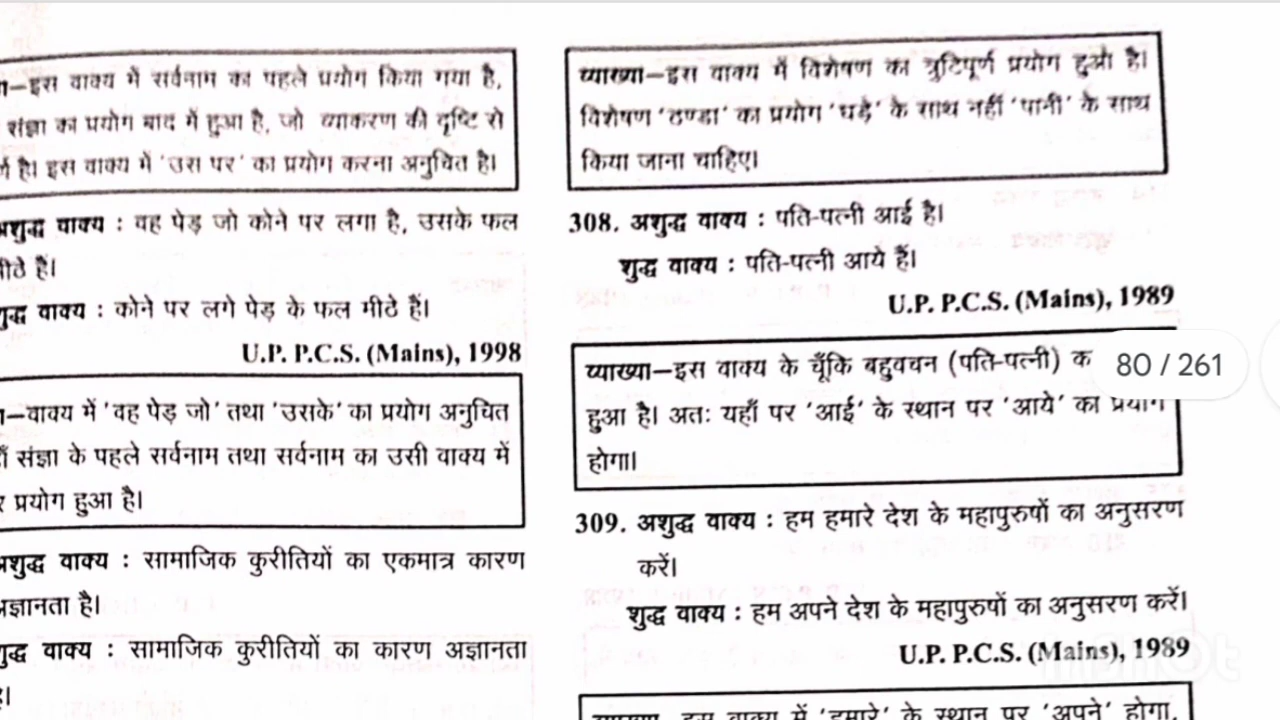 इस वाक्य में सर्वनाम का पहले प्रयोग किया गया है,
संज्ञा का प्रयोग बाद में हुआ है, जो व्याकरण की दृष्टि से
है। इस वाक्य में 'उस पर' का प्रयोग करना अनुचित है।
अशुद्ध वाक्य : वह पेड़ जो कोने पर लगा है, उसके फल
मीठे हैं।
शुद्ध वाक्य : कोने पर लगे पेड़ के फल मीठे हैं।
U.P. P.C.S. (Mains), 1998
–वाक्य में 'वह पेड़ जो' तथा 'उसके' का प्रयोग अनुचित
संज्ञा के पहले सर्वनाम तथा सर्वनाम का उसी वाक्य में
प्रयोग हुआ है।
अशुद्ध वाक्य : सामाजिक कुरीतियों का एकमात्र कारण
अज्ञानता है।
शुद्ध वाक्य : सामाजिक कुरीतियों का कारण अज्ञानता
है।
व्याख्या–इस वाक्य में विशेषण का त्रुटिपूर्ण प्रयोग हुआ है।
विशेषण 'ठण्डा' का प्रयोग 'घड़े' के साथ नहीं 'पानी' के साथ
किया जाना चाहिए।
308. अशुद्ध वाक्य : पति-पत्नी आई है।
शुद्ध वाक्य : पति-पत्नी आये हैं।
U.P. P.C.S. (Mains), 1989
व्याख्या–इस वाक्य के चूँकि बहुवचन (पति-पत्नी) क
80 / 261
हुआ है। अतः यहाँ पर 'आई' के स्थान पर 'आये' का प्रयोग
होगा।
309. अशुद्ध वाक्य : हम हमारे देश के महापुरुषों का अनुसरण
करें।
शुद्ध वाक्य : हम अपने देश के महापुरुषों का अनुसरण करें।
U.P. P.C.S. (Mains), 1989
व्याख्या–इस वाक्य में 'हमारे' के स्थान पर 'अपने' होगा,